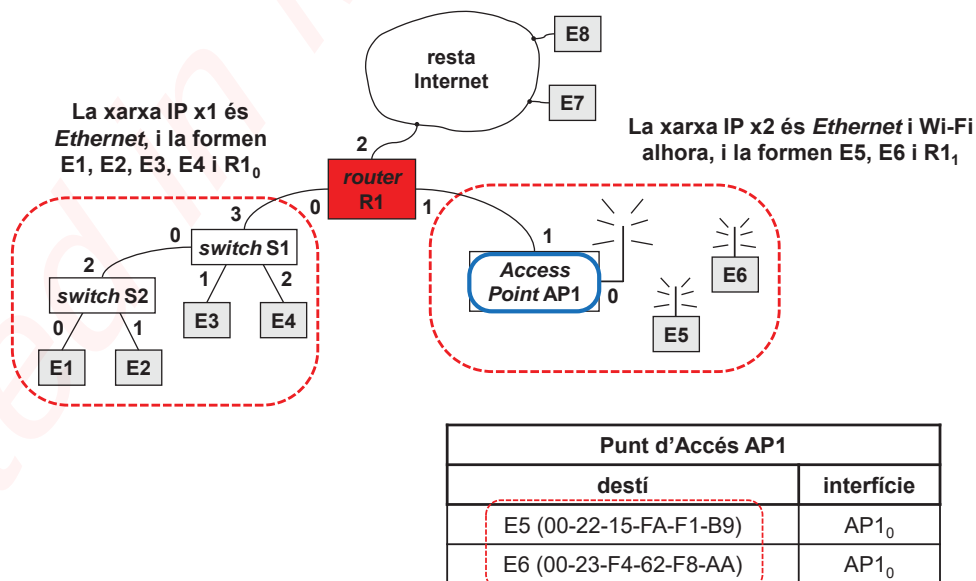 E8
resta
Internet
E7
La xarxa IP x1 és
Ethernet, i la formen
E1, E2, E3, E4 i R1₀
La xarxa IP x2 és Ethernet i Wi-Fi
alhora, i la formen E5, E6 i R1₁
2
router
R1
0
1
3
0
switch S1
1
2
2
switch S2
0
1
E3
E4
E1
E2
1
Access
Point AP1
0
E6
E5
Punt d'Accés AP1
destí
interfície
E5 (00-22-15-FA-F1-B9)
AP1₀
E6 (00-23-F4-62-F8-AA)
AP1₀